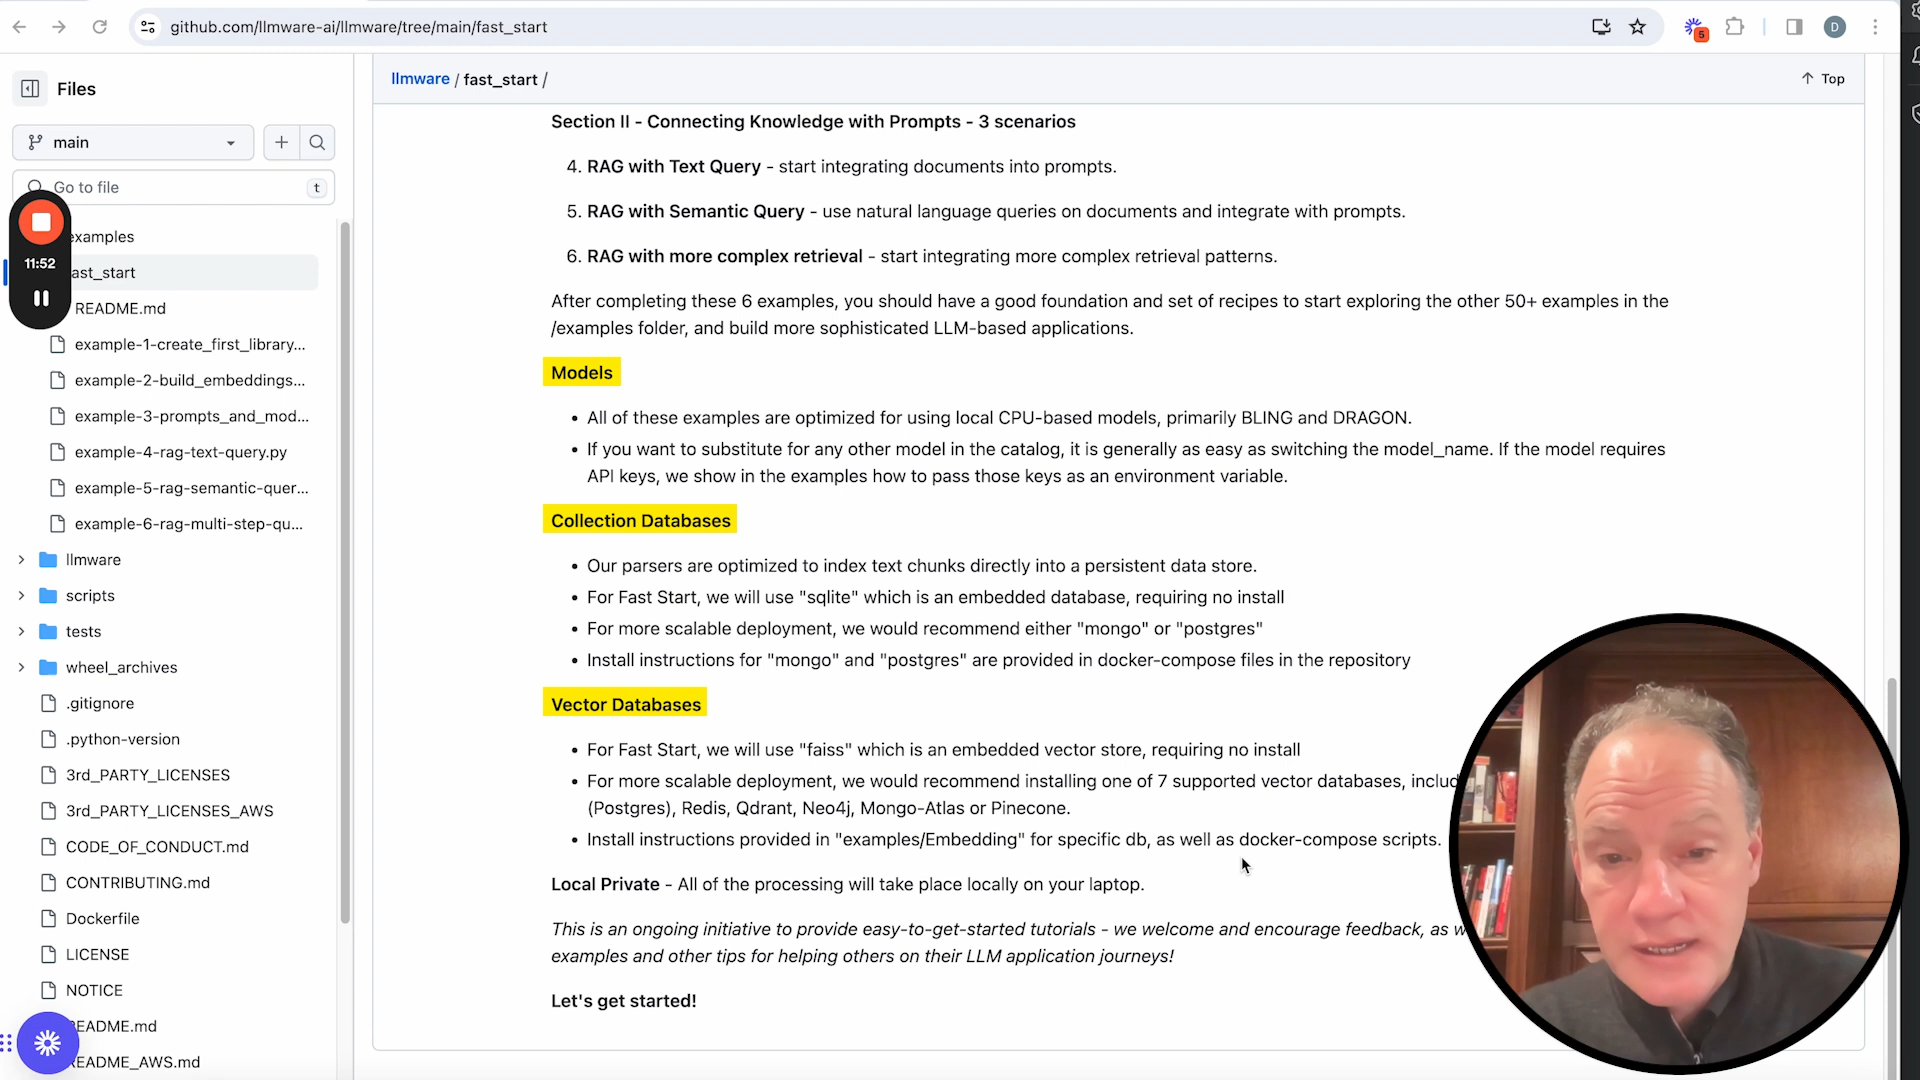 github.com/llmware-ai/llmware/tree/main/fast_start
5
D
Files
main
Go to file
t
11:52
examples
fast_start
README.md
example-1-create_first_library...
example-2-build_embeddings...
example-3-prompts_and_mod...
example-4-rag-text-query.py
example-5-rag-semantic-quer...
example-6-rag-multi-step-qu...
llmware
scripts
tests
wheel_archives
.gitignore
.python-version
3rd_PARTY_LICENSES
3rd_PARTY_LICENSES_AWS
CODE_OF_CONDUCT.md
CONTRIBUTING.md
Dockerfile
LICENSE
NOTICE
README.md
README_AWS.md
llmware / fast_start /
Top
Section II - Connecting Knowledge with Prompts - 3 scenarios
4. RAG with Text Query - start integrating documents into prompts.
5. RAG with Semantic Query - use natural language queries on documents and integrate with prompts.
6. RAG with more complex retrieval - start integrating more complex retrieval patterns.
After completing these 6 examples, you should have a good foundation and set of recipes to start exploring the other 50+ examples in the
/examples folder, and build more sophisticated LLM-based applications.
Models
• All of these examples are optimized for using local CPU-based models, primarily BLING and DRAGON.
• If you want to substitute for any other model in the catalog, it is generally as easy as switching the model_name. If the model requires
API keys, we show in the examples how to pass those keys as an environment variable.
Collection Databases
• Our parsers are optimized to index text chunks directly into a persistent data store.
• For Fast Start, we will use "sqlite" which is an embedded database, requiring no install
• For more scalable deployment, we would recommend either "mongo" or "postgres"
• Install instructions for "mongo" and "postgres" are provided in docker-compose files in the repository
Vector Databases
• For Fast Start, we will use "faiss" which is an embedded vector store, requiring no install
• For more scalable deployment, we would recommend installing one of 7 supported vector databases, includ
(Postgres), Redis, Qdrant, Neo4j, Mongo-Atlas or Pinecone.
• Install instructions provided in "examples/Embedding" for specific db, as well as docker-compose scripts.
Local Private - All of the processing will take place locally on your laptop.
This is an ongoing initiative to provide easy-to-get-started tutorials - we welcome and encourage feedback, as w
examples and other tips for helping others on their LLM application journeys!
Let's get started!